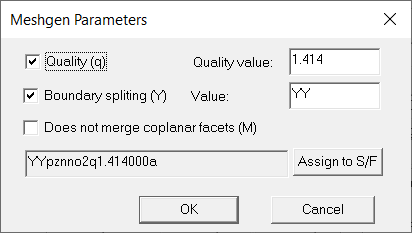 Meshgen Parameters
Quality (q) Quality value: 1.414
Boundary spliting (Y) Value: YY
Does not merge coplanar facets (M)
YYpznno2q1.414000a Assign to S/F
OK Cancel